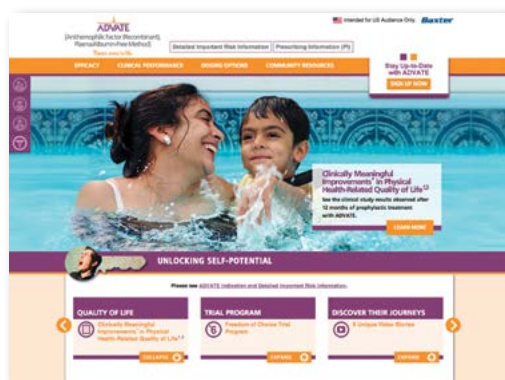 ADVATE
[Antihemophilic Factor (Recombinant),
Plasma/Albumin-Free Method]
There's more to life.
Intended for US Audience Only.
Baxter
Detailed Important Risk Information
Prescribing Information (PI)
EFFICACY
CLINICAL PERFORMANCE
DOSING OPTIONS
COMMUNITY RESOURCES
Stay Up-to-Date
with ADVATE
SIGN UP NOW
Clinically Meaningful
Improvements* in Physical
Health-Related Quality of Life
See the clinical study results observed after
12 months of prophylactic treatment
with ADVATE.
LEARN MORE
UNLOCKING SELF-POTENTIAL
Please see ADVATE Indication and Detailed Important Risk Information.
QUALITY OF LIFE
Clinically Meaningful
Improvements* in Physical
Health-Related Quality of Life
COLLAPSE
TRIAL PROGRAM
Freedom of Choice Trial
Program
EXPAND
DISCOVER THEIR JOURNEYS
Unique Video Stories
EXPAND